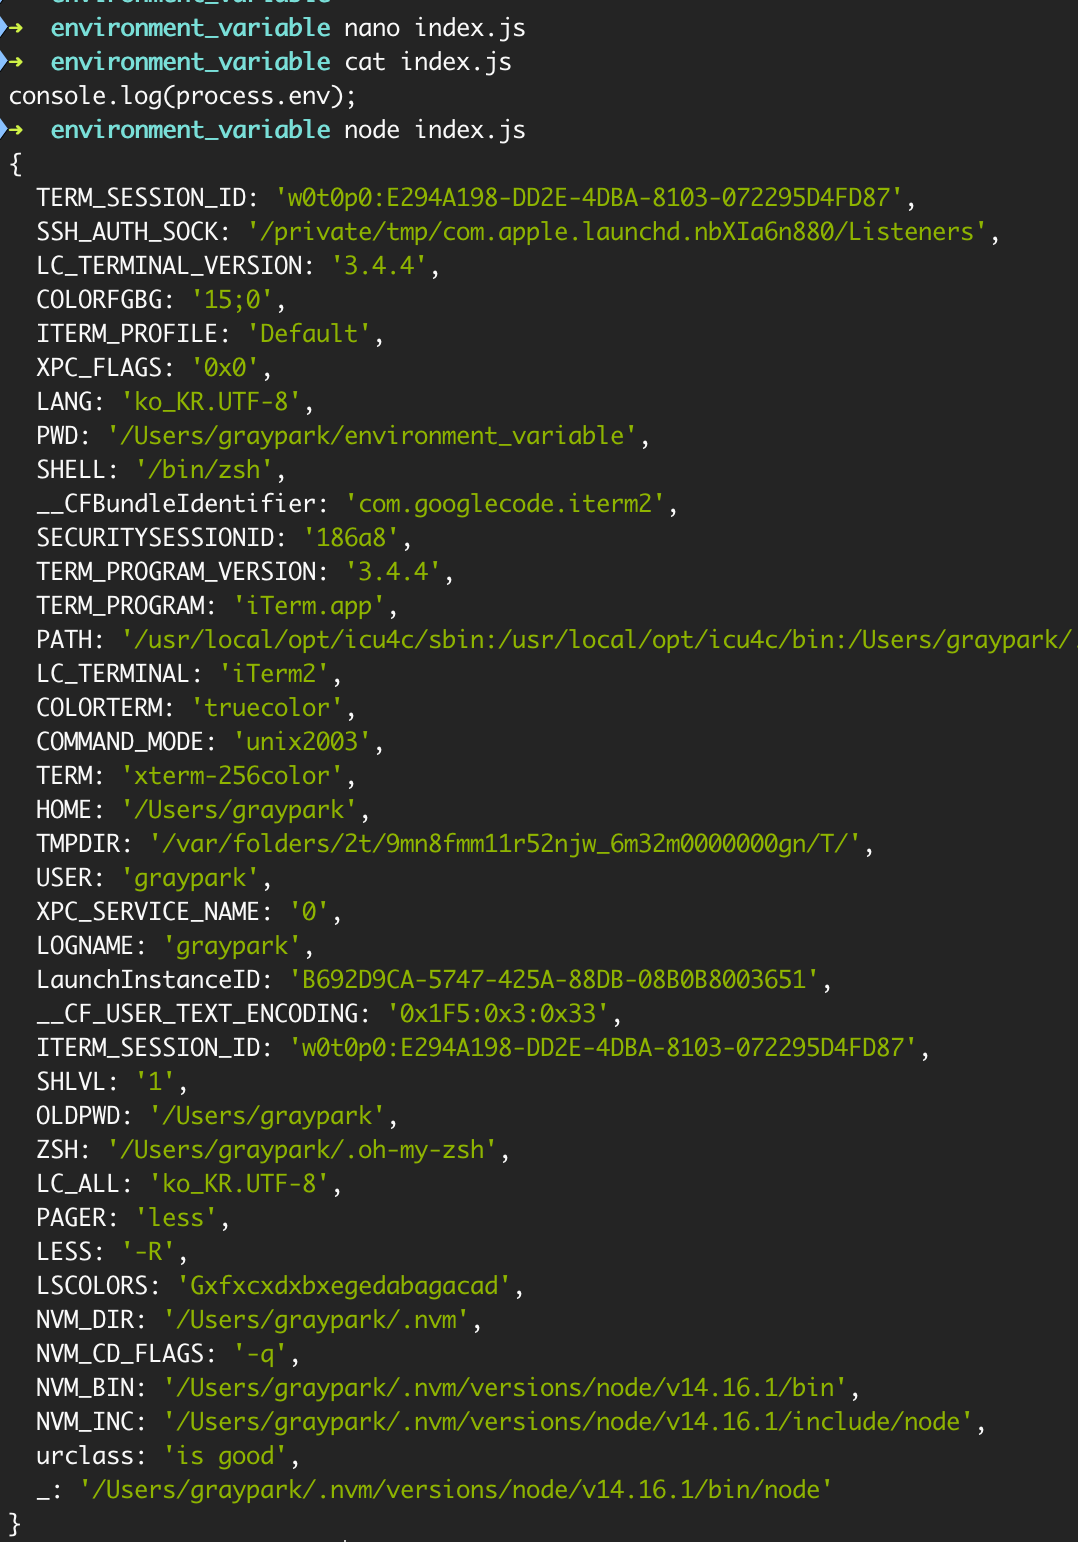 ➜  environment_variable nano index.js
➜  environment_variable cat index.js
console.log(process.env);
➜  environment_variable node index.js
{
  TERM_SESSION_ID: 'w0t0p0:E294A198-DD2E-4DBA-8103-072295D4FD87',
  SSH_AUTH_SOCK: '/private/tmp/com.apple.launchd.nbXIa6n880/Listeners',
  LC_TERMINAL_VERSION: '3.4.4',
  COLORFGBG: '15;0',
  ITERM_PROFILE: 'Default',
  XPC_FLAGS: '0x0',
  LANG: 'ko_KR.UTF-8',
  PWD: '/Users/graypark/environment_variable',
  SHELL: '/bin/zsh',
  __CFBundleIdentifier: 'com.googlecode.iterm2',
  SECURITYSESSIONID: '186a8',
  TERM_PROGRAM_VERSION: '3.4.4',
  TERM_PROGRAM: 'iTerm.app',
  PATH: '/usr/local/opt/icu4c/sbin:/usr/local/opt/icu4c/bin:/Users/graypark/
  LC_TERMINAL: 'iTerm2',
  COLORTERM: 'truecolor',
  COMMAND_MODE: 'unix2003',
  TERM: 'xterm-256color',
  HOME: '/Users/graypark',
  TMPDIR: '/var/folders/2t/9mn8fmm11r52njw_6m32m0000000gn/T/',
  USER: 'graypark',
  XPC_SERVICE_NAME: '0',
  LOGNAME: 'graypark',
  LaunchInstanceID: 'B692D9CA-5747-425A-88DB-08B0B8003651',
  __CF_USER_TEXT_ENCODING: '0x1F5:0x3:0x33',
  ITERM_SESSION_ID: 'w0t0p0:E294A198-DD2E-4DBA-8103-072295D4FD87',
  SHLVL: '1',
  OLDPWD: '/Users/graypark',
  ZSH: '/Users/graypark/.oh-my-zsh',
  LC_ALL: 'ko_KR.UTF-8',
  PAGER: 'less',
  LESS: '-R',
  LSCOLORS: 'Gxfxcxdxbxegedabagacad',
  NVM_DIR: '/Users/graypark/.nvm',
  NVM_CD_FLAGS: '-q',
  NVM_BIN: '/Users/graypark/.nvm/versions/node/v14.16.1/bin',
  NVM_INC: '/Users/graypark/.nvm/versions/node/v14.16.1/include/node',
  urclass: 'is good',
  _: '/Users/graypark/.nvm/versions/node/v14.16.1/bin/node'
}